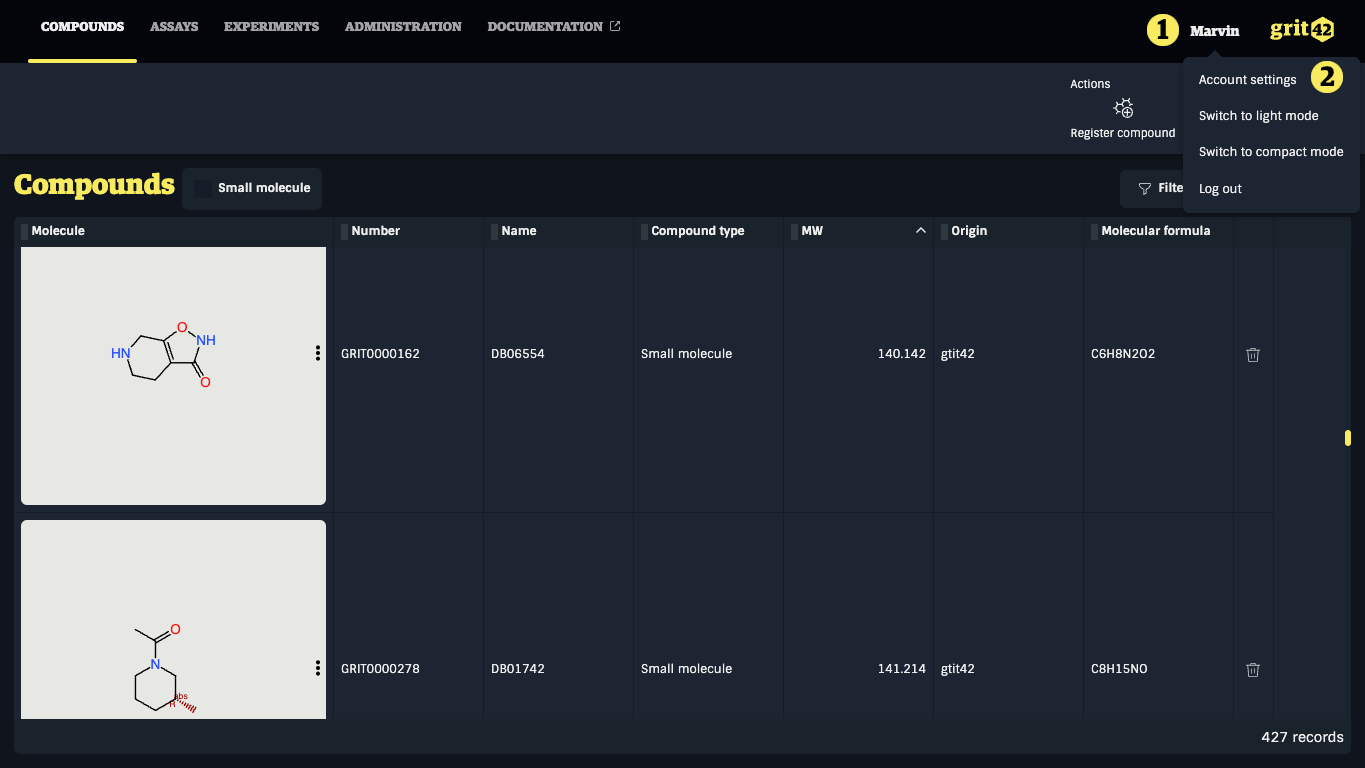 COMPOUNDS ASSAYS EXPERIMENTS ADMINISTRATION DOCUMENTATION 1 Marvin grit42
Account settings 2
Switch to light mode
Switch to compact mode
Log out
Actions
Register compound
Compounds Small molecule Filte
Molecule Number Name Compound type MW Origin Molecular formula
O
NH
HN
O
GRIT0000162 DB06554 Small molecule 140.142 gtit42 C6H8N2O2
O
N
abs
H
GRIT0000278 DB01742 Small molecule 141.214 gtit42 C8H15NO
427 records